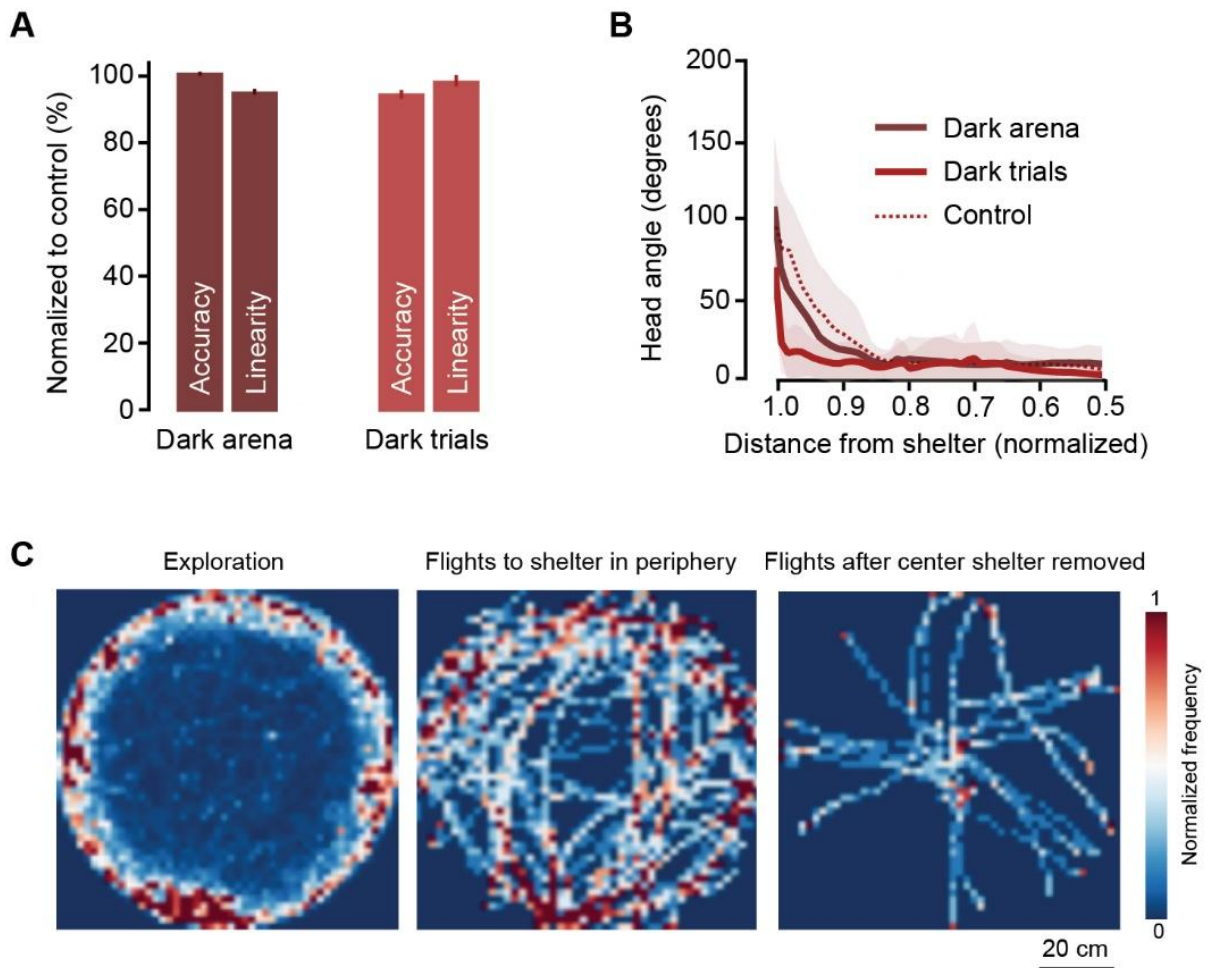 A
Nomalized to control (%)
100
80
60
40
20
0
Accuracy
Linearity
Accuracy
Linearity
Dark arena
Dark trials
B
Head angle (degrees)
200
150
100
50
0
Dark arena
Dark trials
Control
1.0 0.9 0.8 0.7 0.6 0.5
Distance from shelter (normalized)
C
Exploration
Flights to shelter in periphery
Flights after center shelter removed
1
Normalized frequency
0
20 cm